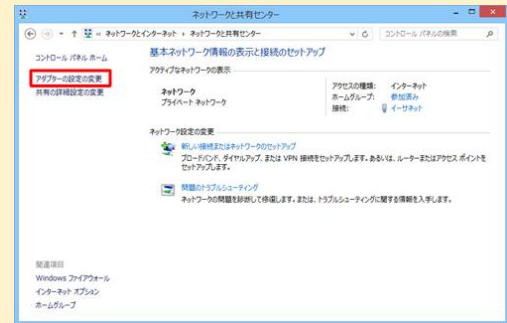 ネットワークと共有センター
« ネットワークとインターネット › ネットワークと共有センター
コントロール パネルの検索
コントロール パネル ホーム
アダプターの設定の変更
共有の詳細設定の変更
基本ネットワーク情報の表示と接続のセットアップ
アクティブなネットワークの表示
ネットワーク
プライベート ネットワーク
アクセスの種類: インターネット
ホームグループ: 参加済み
接続: イーサネット
ネットワーク設定の変更
新しい接続またはネットワークのセットアップ
ブロードバンド、ダイヤルアップ、または VPN 接続をセットアップします。あるいは、ルーターまたはアクセス ポイントを
セットアップします。
問題のトラブルシューティング
ネットワークの問題を診断して修復します。または、トラブルシューティングに関する情報を入手します。
関連項目
Windows ファイアウォール
インターネット オプション
ホームグループ